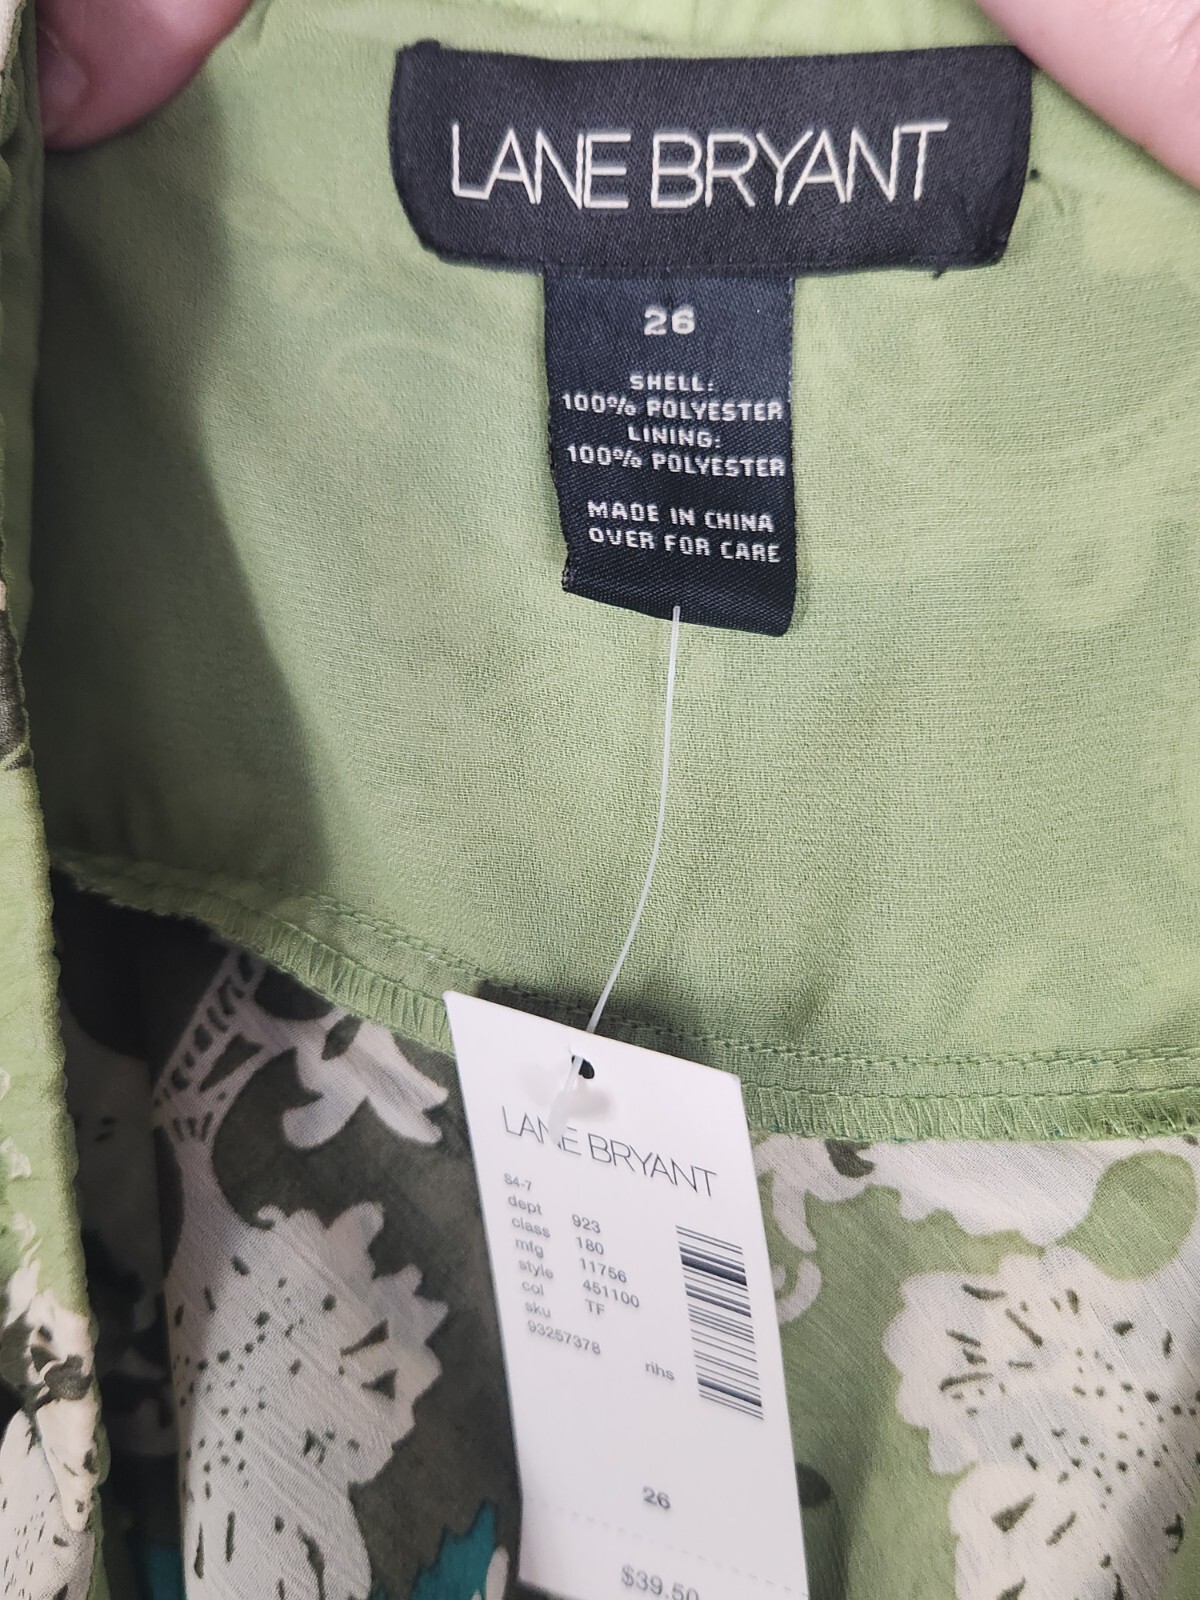 LANE BRYANT
26
SHELL:
100% POLYESTER
LINING:
100% POLYESTER
MADE IN CHINA
OVER FOR CARE
LANE BRYANT
S4-7
dept 923
class 180
mfg 11756
style 451100
col TF
sku
93257378
rihs
26
$39.50